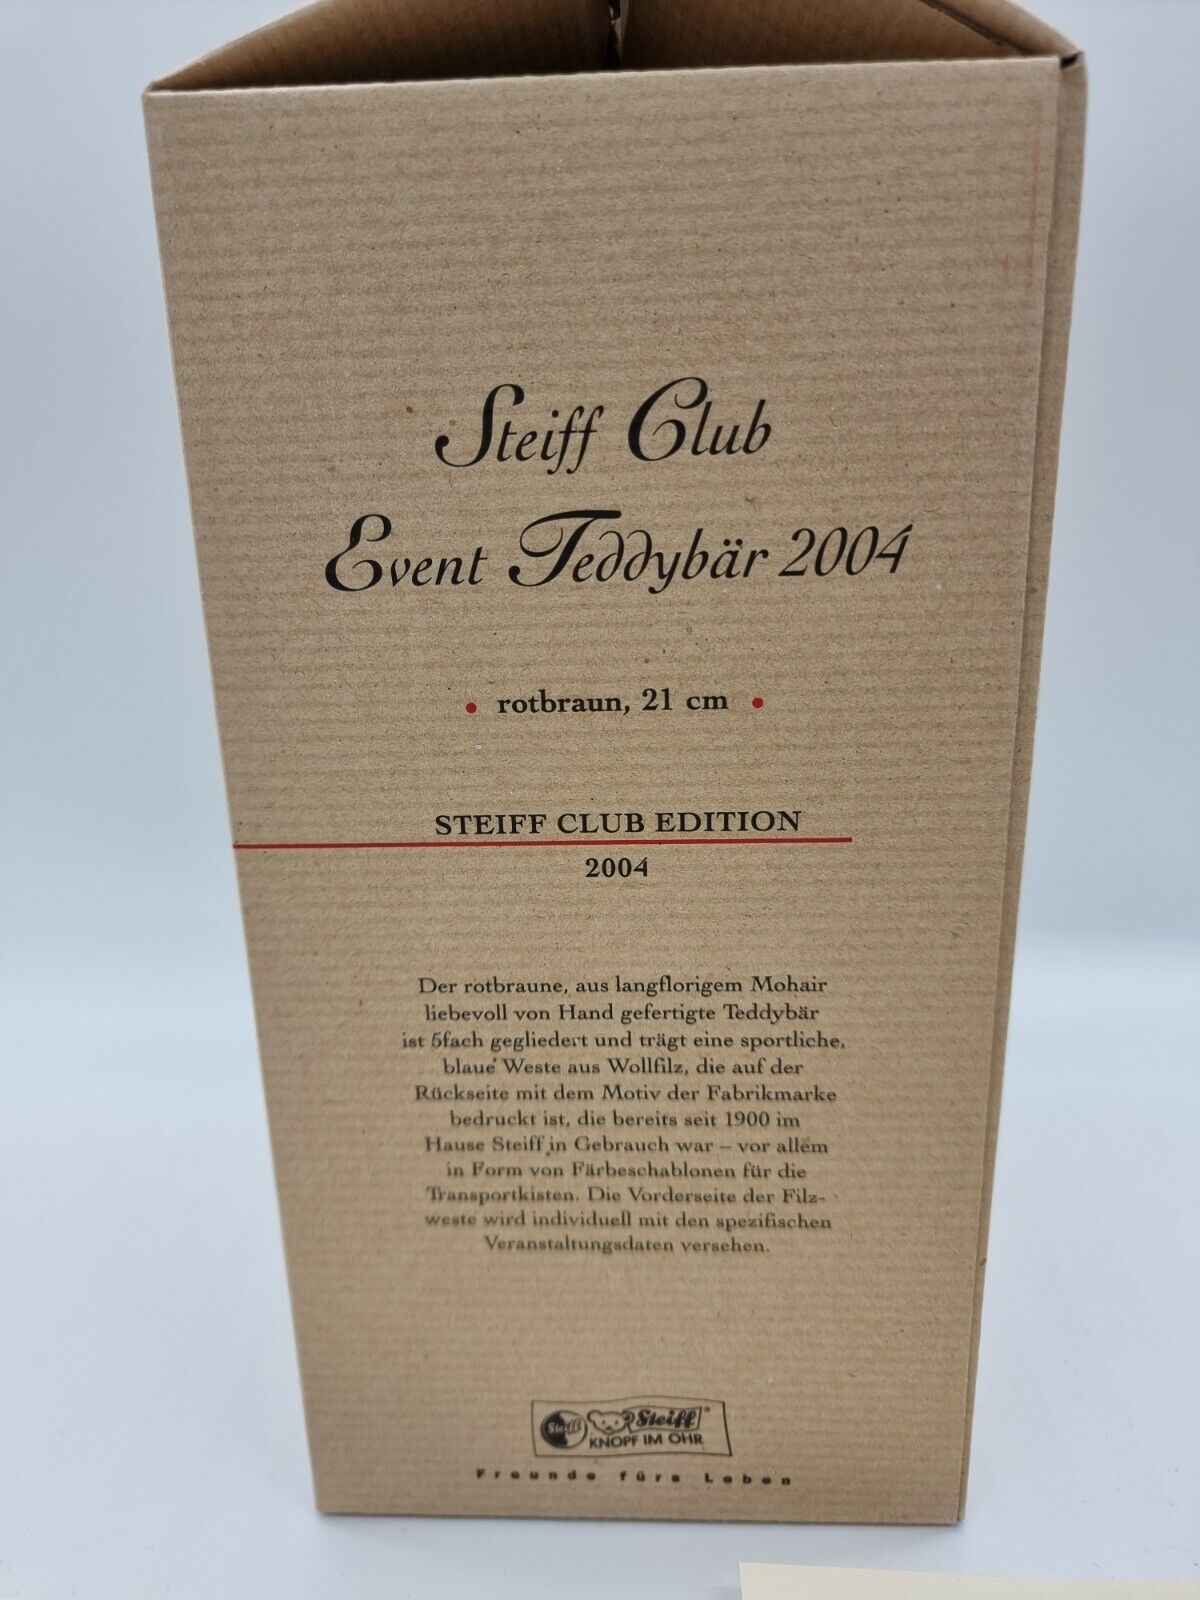 Steiff Club
Event Teddybär 2004
• rotbraun, 21 cm •
STEIFF CLUB EDITION
2004
Der rotbraune, aus langflorigem Mohair
liebevoll von Hand gefertigte Teddybär
ist 5fach gegliedert und trägt eine sportliche,
blaue Weste aus Wollfilz, die auf der
Rückseite mit dem Motiv der Fabrikmarke
bedruckt ist, die bereits seit 1900 im
Hause Steiff in Gebrauch war – vor allem
in Form von Färbeschablonen für die
Transportkisten. Die Vorderseite der Filz-
weste wird individuell mit den spezifischen
Veranstaltungsdaten versehen.
Steiff Steiff®
KNOPF IM OHR
Freunde fürs Leben